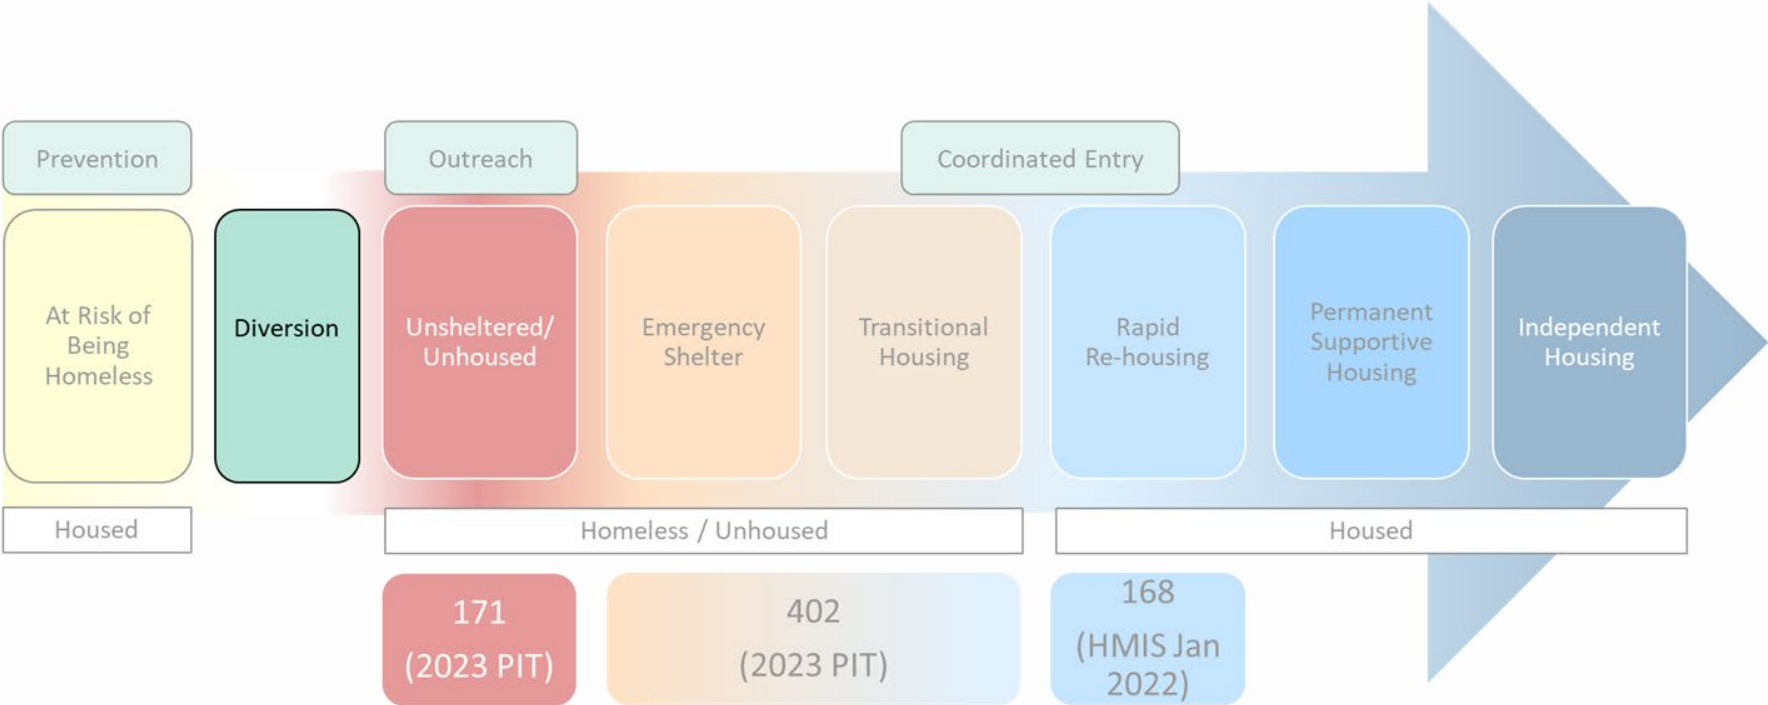 Prevention
Outreach
Coordinated Entry
At Risk of
Being
Homeless
Diversion
Unsheltered/
Unhoused
Emergency
Shelter
Transitional
Housing
Rapid
Re-housing
Permanent
Supportive
Housing
Independent
Housing
Housed
Homeless / Unhoused
Housed
171
(2023 PIT)
402
(2023 PIT)
168
(HMIS Jan
2022)